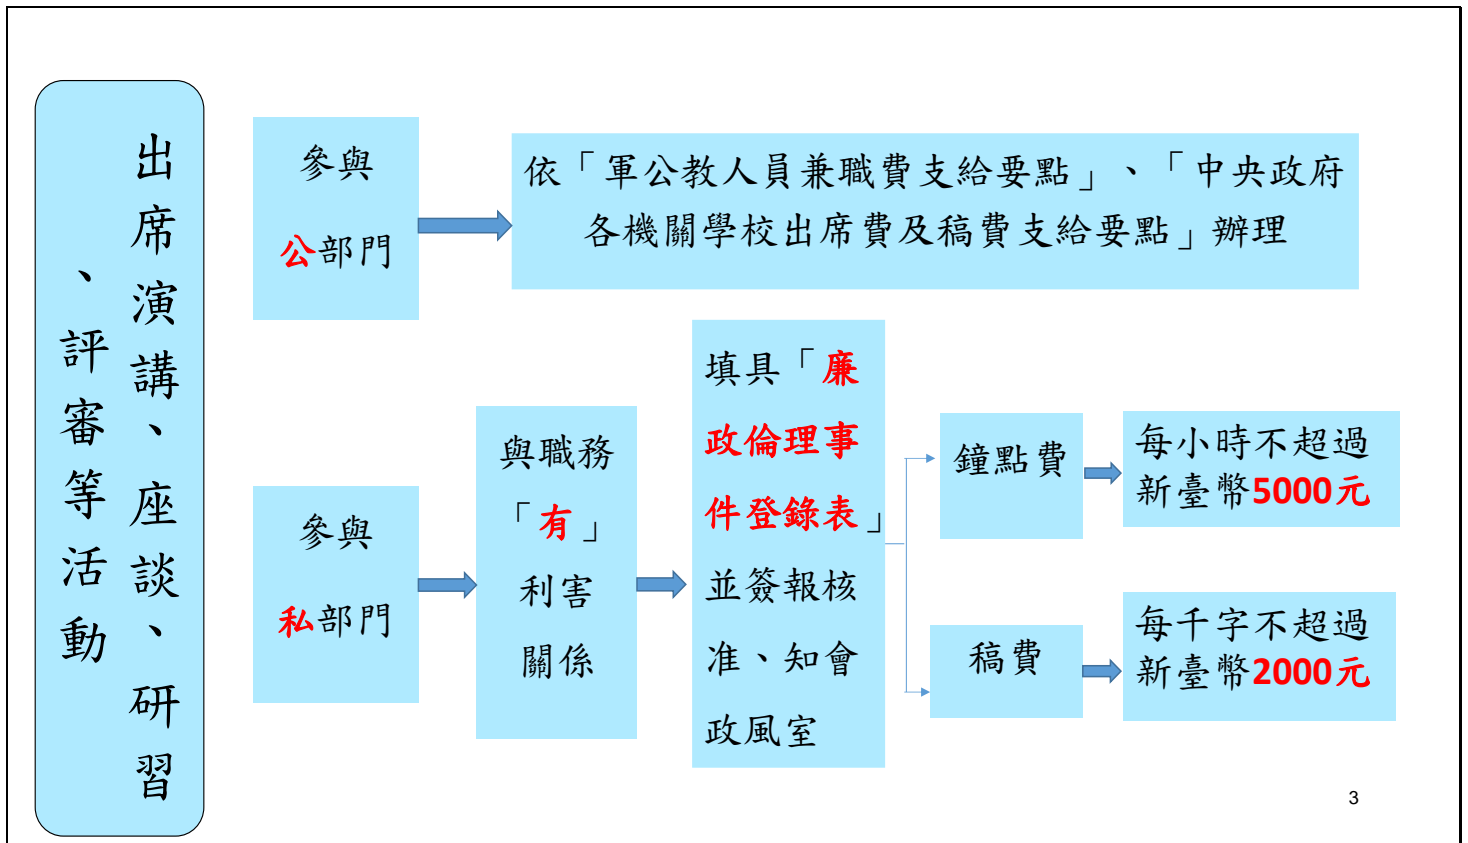 出席演講、座談、研習
、評審等活動
參與
公部門
依「軍公教人員兼職費支給要點」、「中央政府
各機關學校出席費及稿費支給要點」辦理
參與
私部門
與職務
「有」
利害
關係
填具「廉
政倫理事
件登錄表」
並簽報核
准、知會
政風室
鐘點費
每小時不超過
新臺幣5000元
稿費
每千字不超過
新臺幣2000元
3